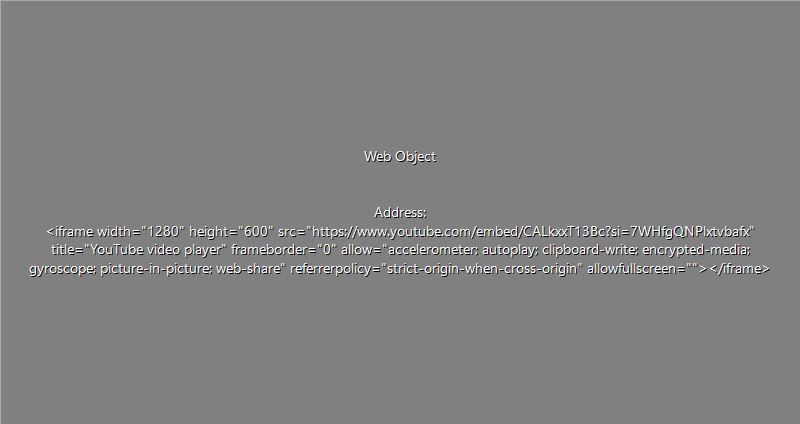 Web Object
Address:
<iframe width="1280" height="600" src="https://www.youtube.com/embed/CALkxxT13Bc?si=7WHfgQNPlxtvbafx"
title="YouTube video player" frameborder="0" allow="accelerometer; autoplay; clipboard-write; encrypted-media;
gyroscope; picture-in-picture; web-share" referrerpolicy="strict-origin-when-cross-origin" allowfullscreen=""></iframe>